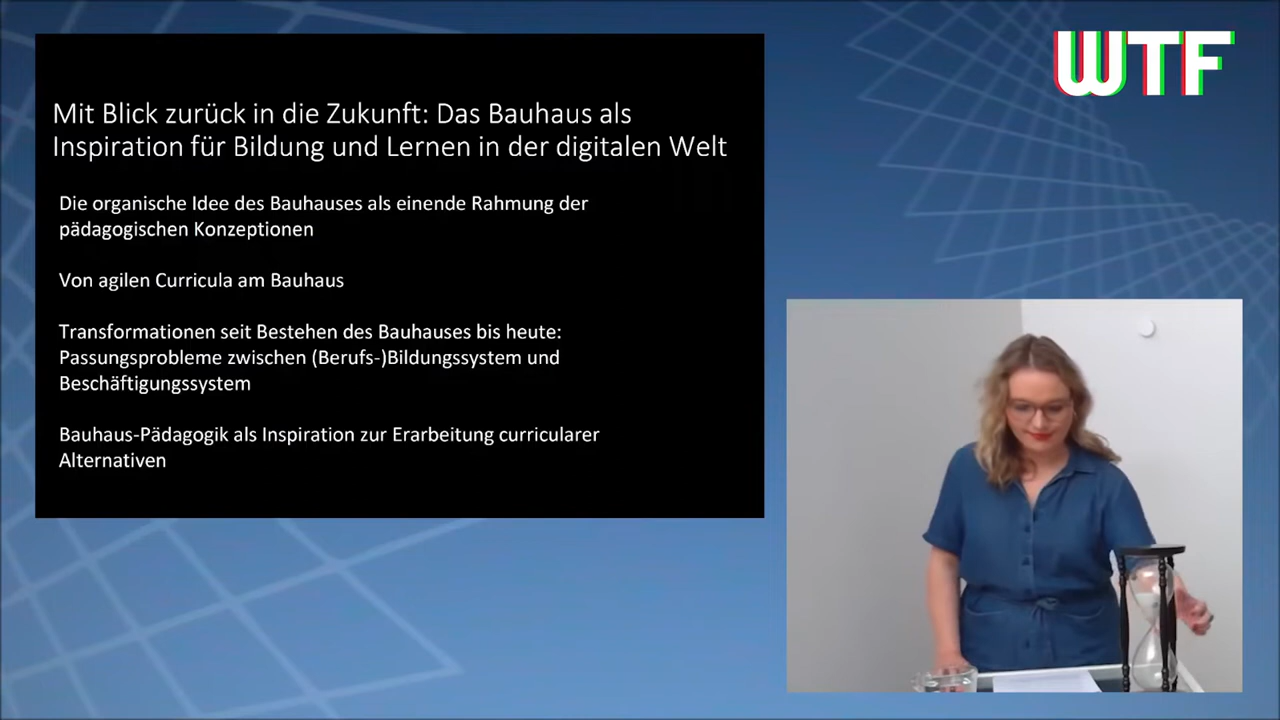 WTF
Mit Blick zurück in die Zukunft: Das Bauhaus als
Inspiration für Bildung und Lernen in der digitalen Welt
Die organische Idee des Bauhauses als einende Rahmung der
pädagogischen Konzeptionen
Von agilen Curricula am Bauhaus
Transformationen seit Bestehen des Bauhauses bis heute:
Passungsprobleme zwischen (Berufs-)Bildungssystem und
Beschäftigungssystem
Bauhaus-Pädagogik als Inspiration zur Erarbeitung curricularer
Alternativen